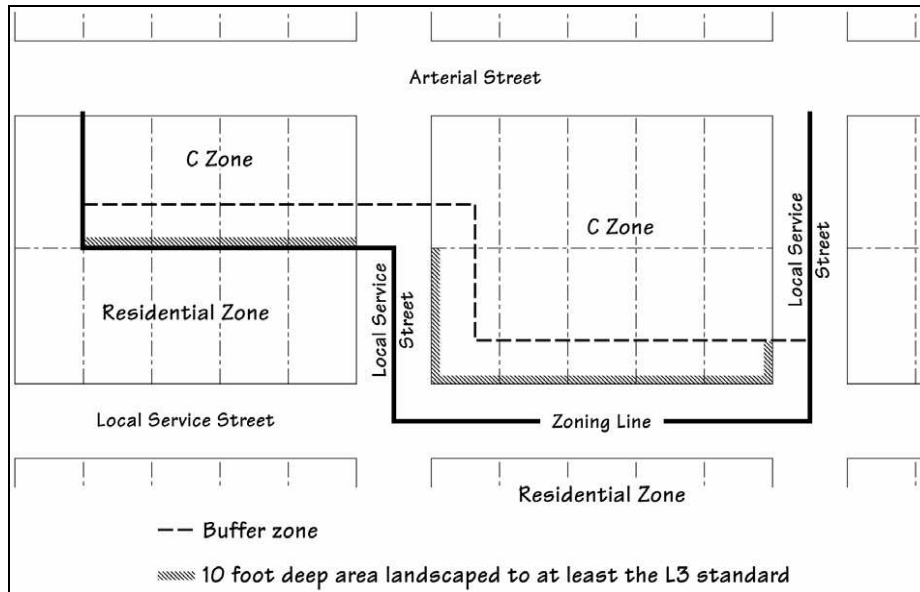 Arterial Street
C Zone
C Zone
Local Service
Street
Residential Zone
Local Service
Street
Local Service Street
Zoning Line
Residential Zone
Buffer zone
10 foot deep area landscaped to at least the L3 standard